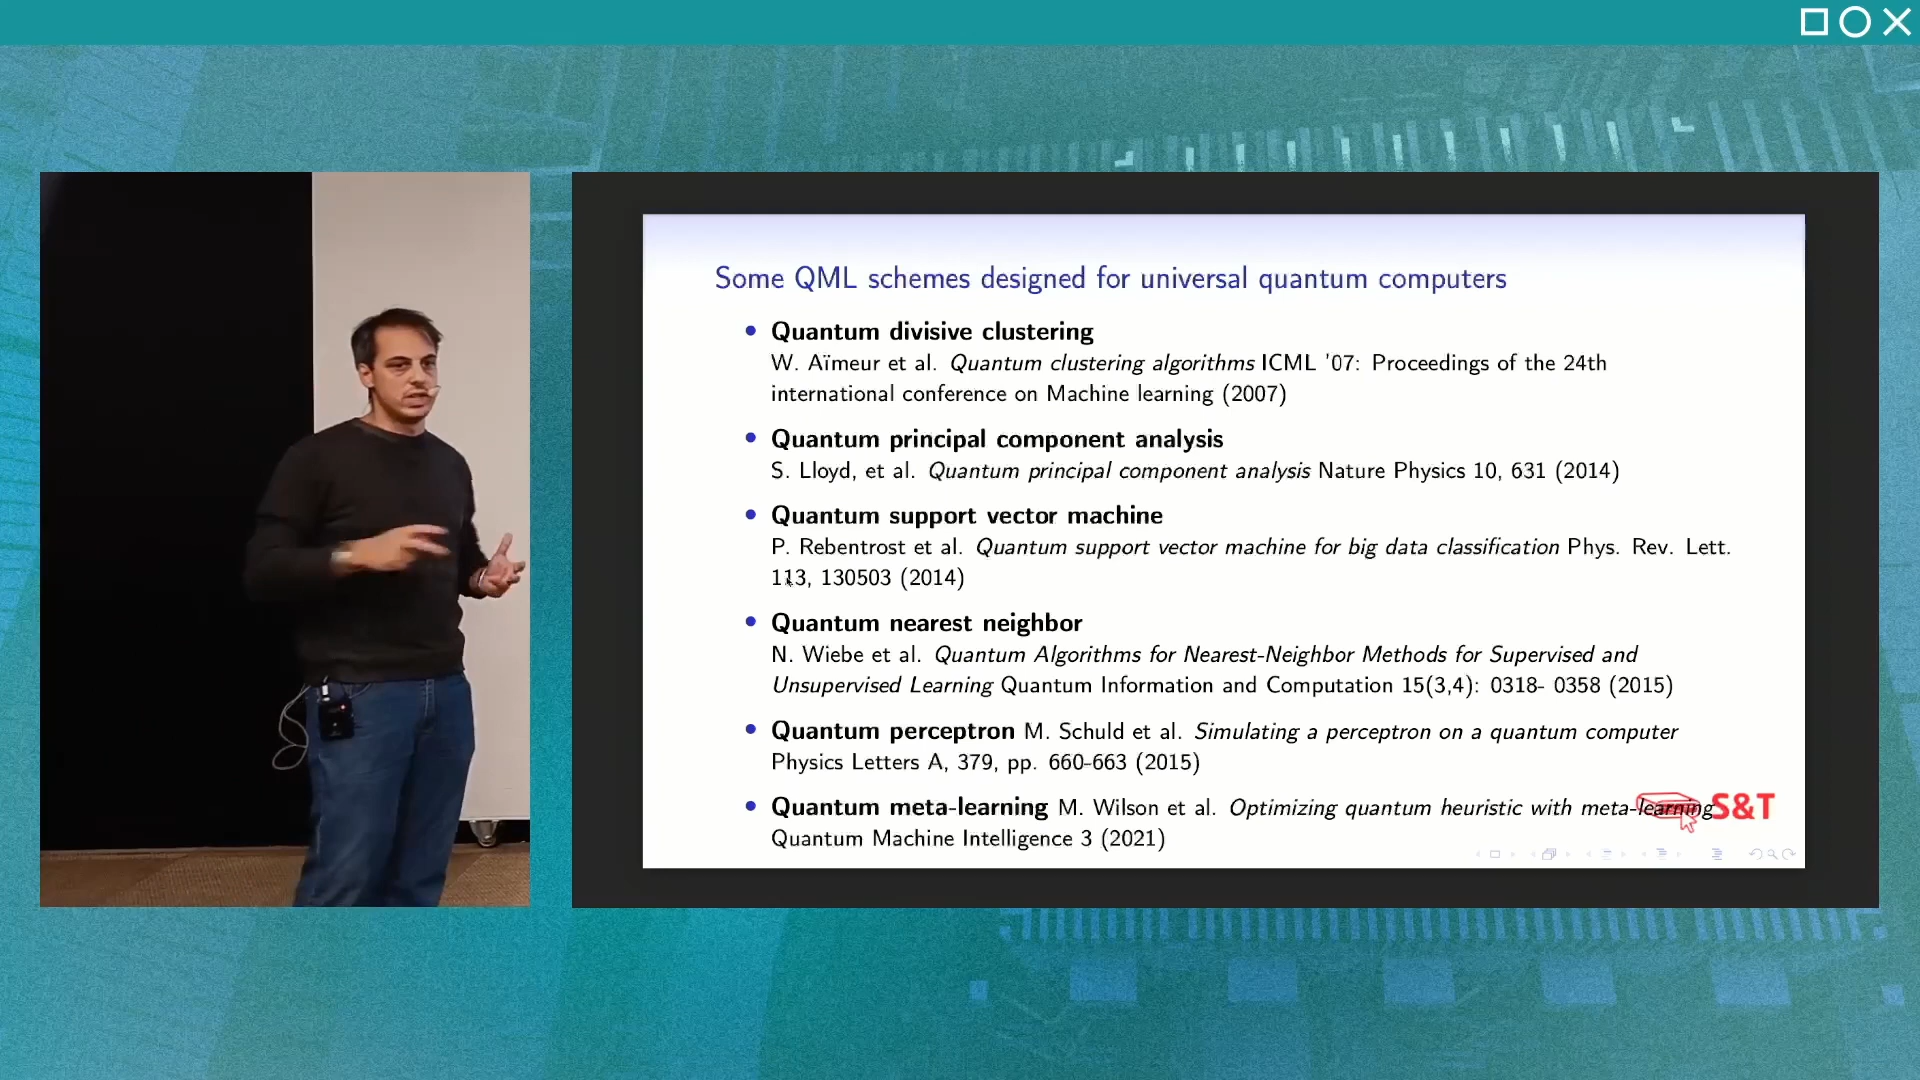 Some QML schemes designed for universal quantum computers
• Quantum divisive clustering
W. Aïmeur et al. Quantum clustering algorithms ICML '07: Proceedings of the 24th
international conference on Machine learning (2007)
• Quantum principal component analysis
S. Lloyd, et al. Quantum principal component analysis Nature Physics 10, 631 (2014)
• Quantum support vector machine
P. Rebentrost et al. Quantum support vector machine for big data classification Phys. Rev. Lett.
113, 130503 (2014)
• Quantum nearest neighbor
N. Wiebe et al. Quantum Algorithms for Nearest-Neighbor Methods for Supervised and
Unsupervised Learning Quantum Information and Computation 15(3,4): 0318- 0358 (2015)
• Quantum perceptron M. Schuld et al. Simulating a perceptron on a quantum computer
Physics Letters A, 379, pp. 660-663 (2015)
• Quantum meta-learning M. Wilson et al. Optimizing quantum heuristic with meta-learning
Quantum Machine Intelligence 3 (2021)
S&T